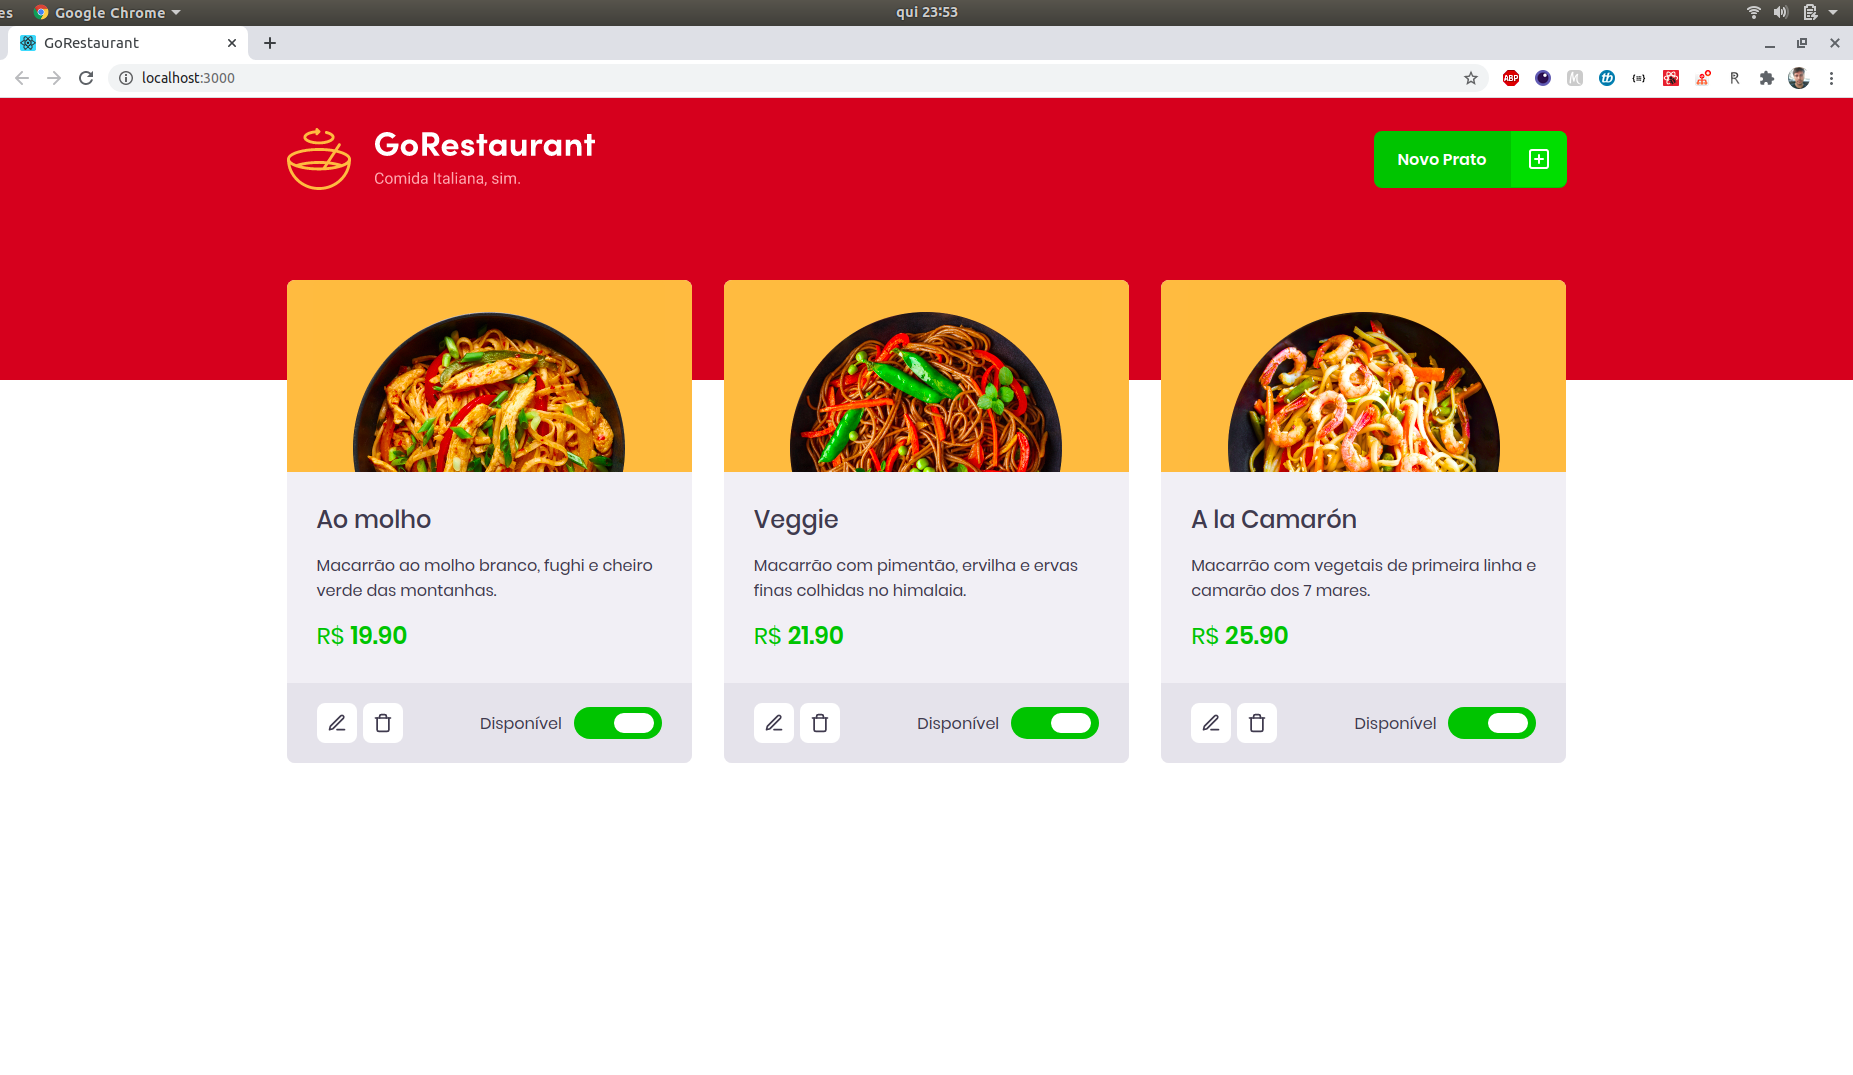 es Google Chrome qui 23:53
GoRestaurant
localhost:3000
ABP
GoRestaurant
Comida Italiana, sim.
Novo Prato
Ao molho
Macarrão ao molho branco, fughi e cheiro
verde das montanhas.
R$ 19.90
Disponível
Veggie
Macarrão com pimentão, ervilha e ervas
finas colhidas no himalaia.
R$ 21.90
Disponível
A la Camarón
Macarrão com vegetais de primeira linha e
camarão dos 7 mares.
R$ 25.90
Disponível